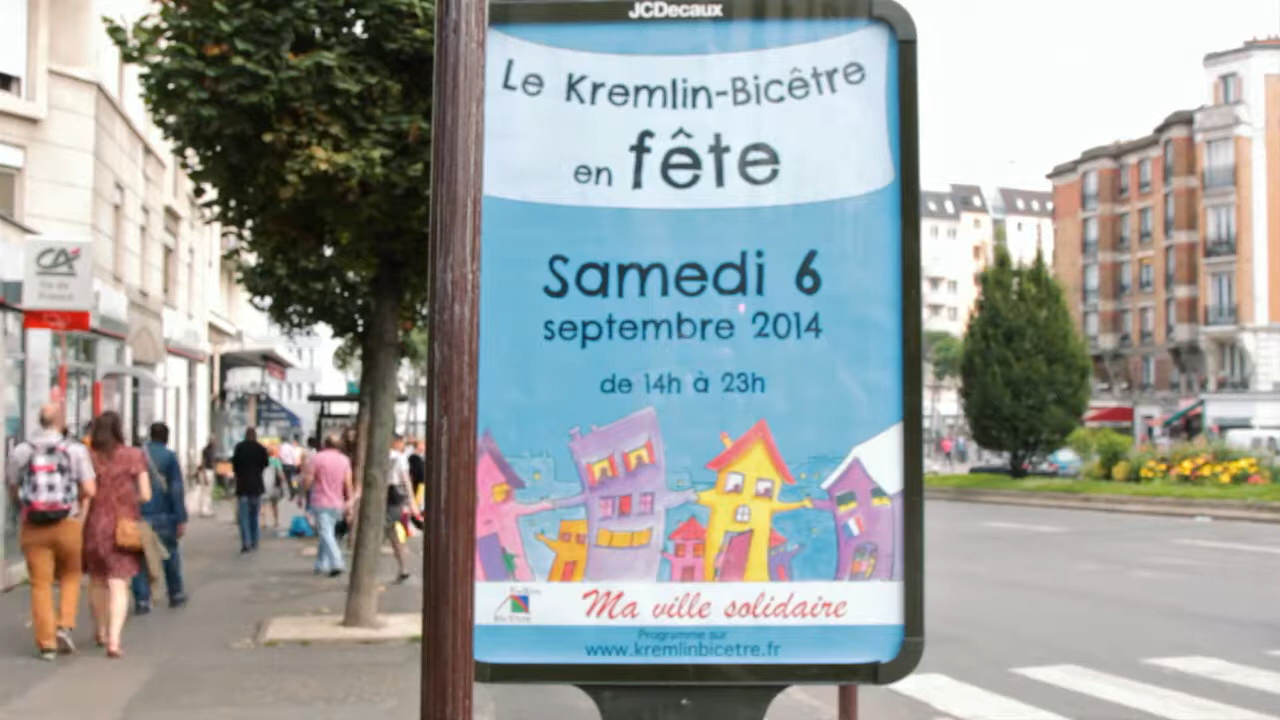 JCDecaux
Le Kremlin-Bicêtre
en fête
Samedi 6
septembre 2014
de 14h à 23h
Ma ville solidaire
Programme sur
www.kremlinbicetre.fr
CA